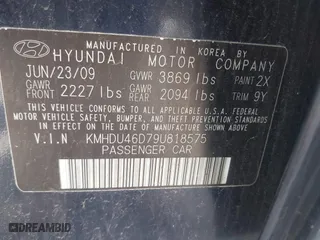 MANUFACTURED IN KOREA BY
HYUNDAI MOTOR COMPANY
JUN/23/09 GVWR 3869 lbs PAINT 2X
GAWR FRONT 2227 lbs GAWR REAR 2094 lbs TRIM 9Y
This vehicle conforms to all applicable U.S.
Federal motor vehicle safety, bumper, and theft
prevention standards in effect on the date of
manufacture shown above.
V.I.N KMHDU46D79U818575
PASSENGER CAR
DREAMBID.COM